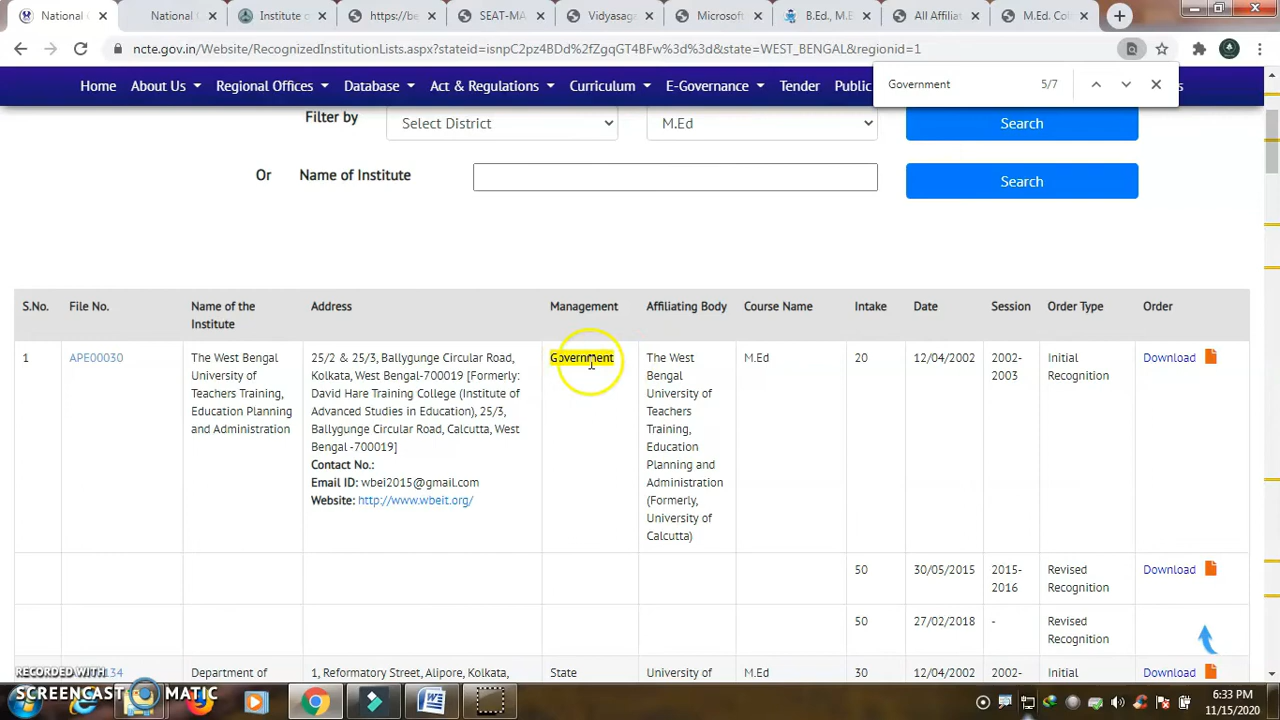 National C
National C
Institute o
https://be
SEAT-MA
Vidyasag
Microsoft
B.Ed., M.E
All Affiliat
M.Ed. Col
ncte.gov.in/Website/RecognizedInstitutionLists.aspx?stateid=isnpC2pz4BDd%2fZgqGT4BFw%3d%3d&state=WEST_BENGAL&regionid=1
Home About Us Regional Offices Database Act & Regulations Curriculum E-Governance Tender Public
Government 5/7
Filter by Select District M.Ed Search
Or Name of Institute Search
S.No. File No. Name of the Institute Address Management Affiliating Body Course Name Intake Date Session Order Type Order
1 APE00030
The West Bengal
University of
Teachers Training,
Education Planning
and Administration
25/2 & 25/3, Ballygunge Circular Road,
Kolkata, West Bengal-700019 [Formerly:
David Hare Training College (Institute of
Advanced Studies in Education), 25/3,
Ballygunge Circular Road, Calcutta, West
Bengal -700019]
Contact No.:
Email ID: wbei2015@gmail.com
Website: http://www.wbeit.org/
Government
The West
Bengal
University of
Teachers
Training,
Education
Planning and
Administration
(Formerly,
University of
Calcutta)
M.Ed 20 12/04/2002
2002-
2003
Initial
Recognition
Download
50 30/05/2015
2015-
2016
Revised
Recognition
Download
50 27/02/2018 -
Revised
Recognition
134 Department of 1, Reformatory Street, Alipore, Kolkata, State University of M.Ed 30 12/04/2002 2002- Initial Download
RECORDED WITH
SCREENCAST MATIC
6:33 PM
11/15/2020